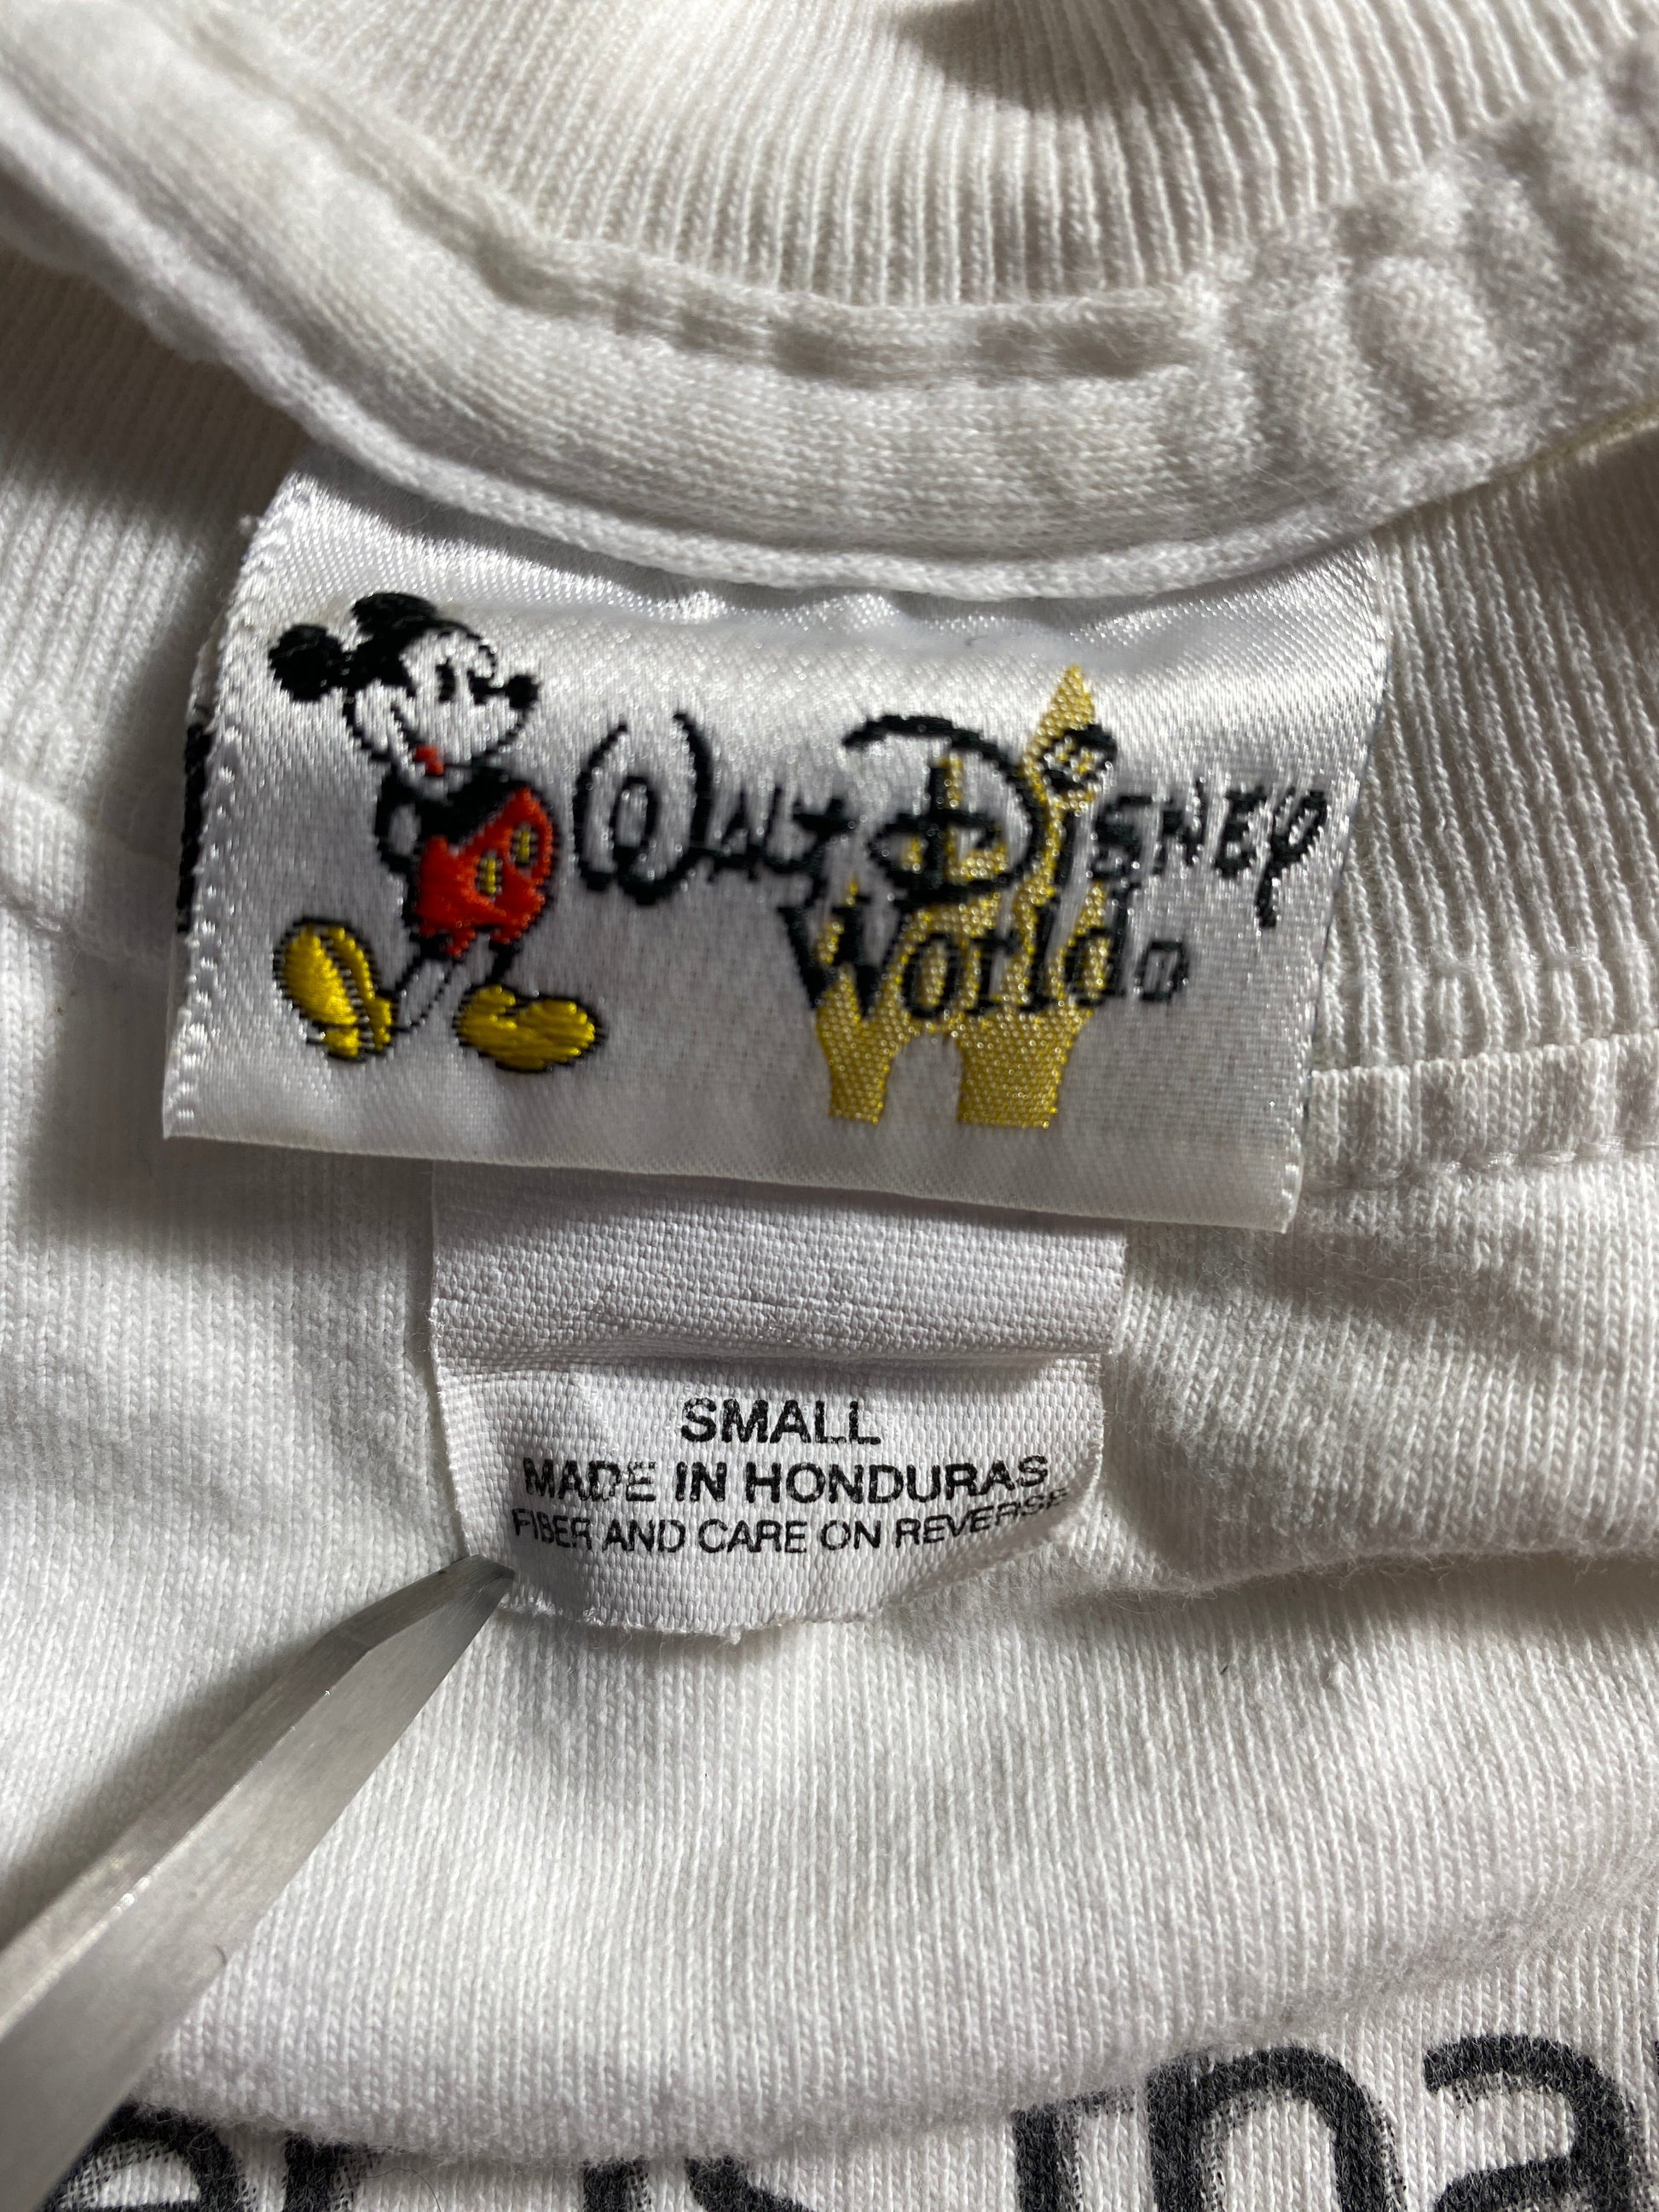 WALT DISNEY
World®
SMALL
MADE IN HONDURAS
FIBER AND CARE ON REVERSE